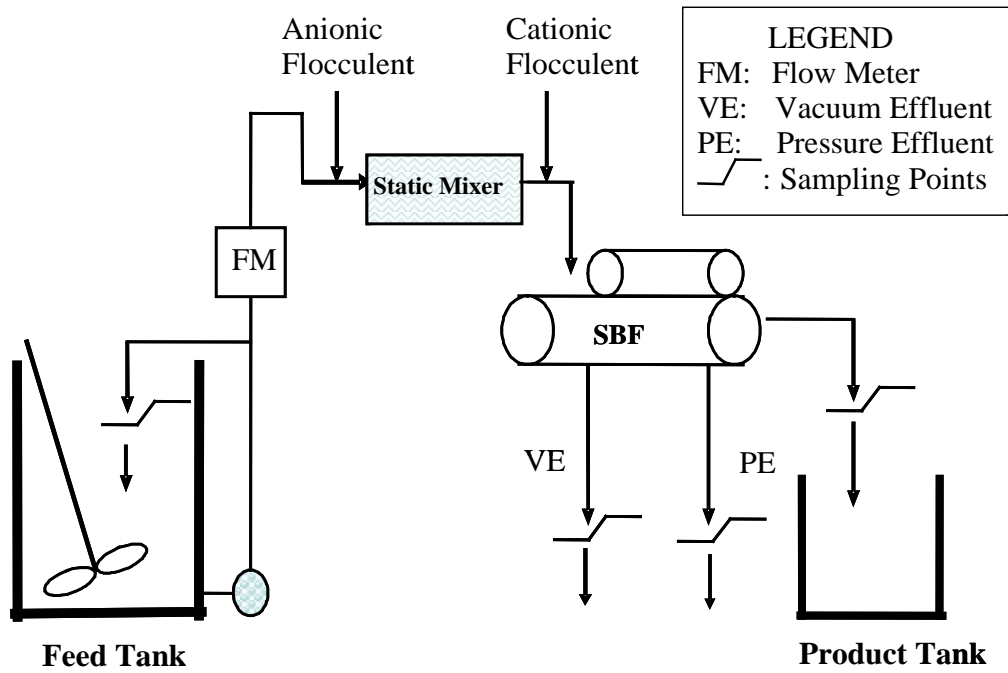 Anionic
Flocculent
Cationic
Flocculent
LEGEND
FM: Flow Meter
VE: Vacuum Effluent
PE: Pressure Effluent
: Sampling Points
Static Mixer
FM
SBF
VE
PE
Feed Tank
Product Tank